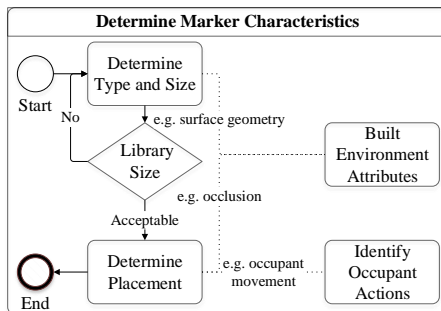 Determine Marker Characteristics
Determine
Type and Size
Start
No
e.g. surface geometry
Library
Size
Built
Environment
Attributes
e.g. occlusion
Acceptable
Determine
Placement
e.g. occupant
movement
Identify
Occupant
Actions
End